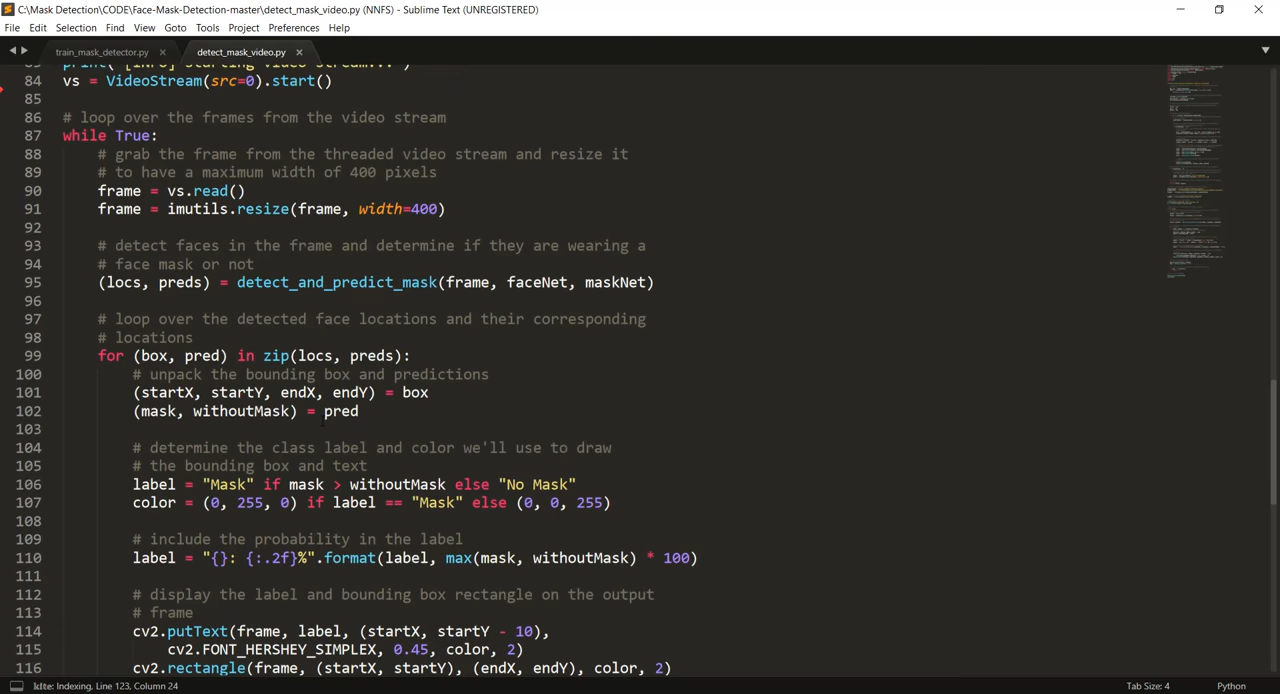 C:\Mask Detection\CODE\Face-Mask-Detection-master\detect_mask_video.py (NNFS) - Sublime Text (UNREGISTERED)
File Edit Selection Find View Goto Tools Project Preferences Help
train_mask_detector.py detect_mask_video.py
83 print("[INFO] starting video stream...")
84 vs = VideoStream(src=0).start()
85
86 # loop over the frames from the video stream
87 while True:
88     # grab the frame from the threaded video stream and resize it
89     # to have a maximum width of 400 pixels
90     frame = vs.read()
91     frame = imutils.resize(frame, width=400)
92
93     # detect faces in the frame and determine if they are wearing a
94     # face mask or not
95     (locs, preds) = detect_and_predict_mask(frame, faceNet, maskNet)
96
97     # loop over the detected face locations and their corresponding
98     # locations
99     for (box, pred) in zip(locs, preds):
100         # unpack the bounding box and predictions
101         (startX, startY, endX, endY) = box
102         (mask, withoutMask) = pred
103
104         # determine the class label and color we'll use to draw
105         # the bounding box and text
106         label = "Mask" if mask > withoutMask else "No Mask"
107         color = (0, 255, 0) if label == "Mask" else (0, 0, 255)
108
109         # include the probability in the label
110         label = "{}: {:.2f}%".format(label, max(mask, withoutMask) * 100)
111
112         # display the label and bounding box rectangle on the output
113         # frame
114         cv2.putText(frame, label, (startX, startY - 10),
115             cv2.FONT_HERSHEY_SIMPLEX, 0.45, color, 2)
116         cv2.rectangle(frame, (startX, startY), (endX, endY), color, 2)
Indexing, Line 123, Column 24 Tab Size: 4 Python